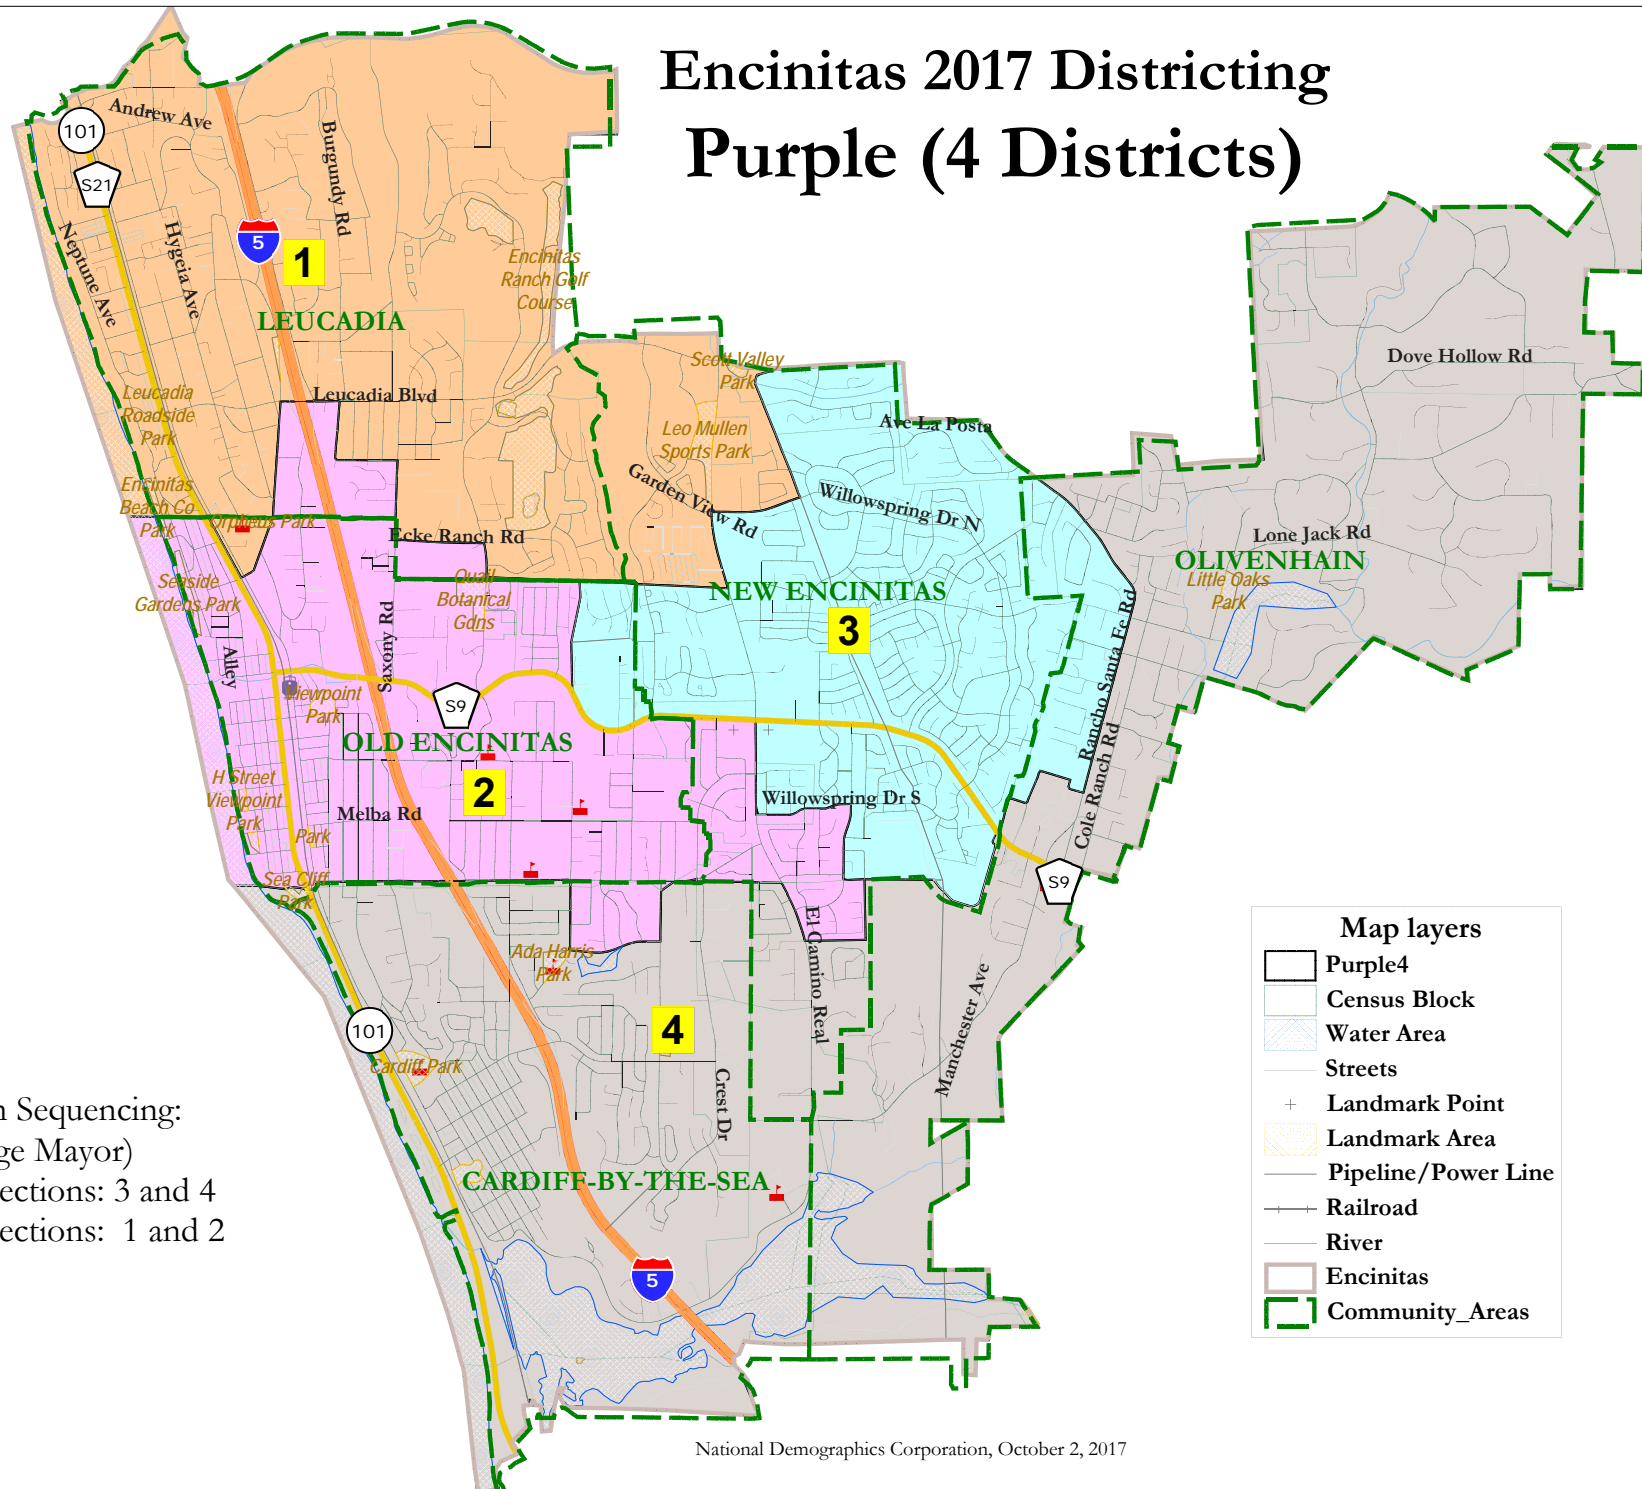 Encinitas 2017 Districting
Purple (4 Districts)
Andrew Ave
101
S21
Burgundy Rd
Neptune Ave
Hygeia Ave
5
1
LEUCADIA
Encinitas
Ranch Golf
Course
Leucadia Blvd
Leucadia
Roadside
Park
Scott Valley
Park
Leo Mullen
Sports Park
Garden View Rd
Ave La Posta
Willowspring Dr N
Dove Hollow Rd
Encinitas
Beach Co
Park
Orpheus Park
Ecke Ranch Rd
Lone Jack Rd
OLIVENHAIN
Little Oaks
Park
Seaside
Gardens Park
Quail
Botanical
Gdns
NEW ENCINITAS
3
Alley
Saxony Rd
Rancho Santa Fe Rd
Cole Ranch Rd
Viewpoint
Park
S9
OLD ENCINITAS
2
H Street
Viewpoint
Park
Melba Rd
Park
Willowspring Dr S
Sea Cliff
Park
S9
El Camino Real
Ada Harris
Park
4
101
Cardiff Park
Crest Dr
Manchester Ave
CARDIFF-BY-THE-SEA
5
n Sequencing:
ge Mayor)
ections: 3 and 4
ections: 1 and 2
Map layers
Purple4
Census Block
Water Area
Streets
Landmark Point
Landmark Area
Pipeline/Power Line
Railroad
River
Encinitas
Community_Areas
National Demographics Corporation, October 2, 2017